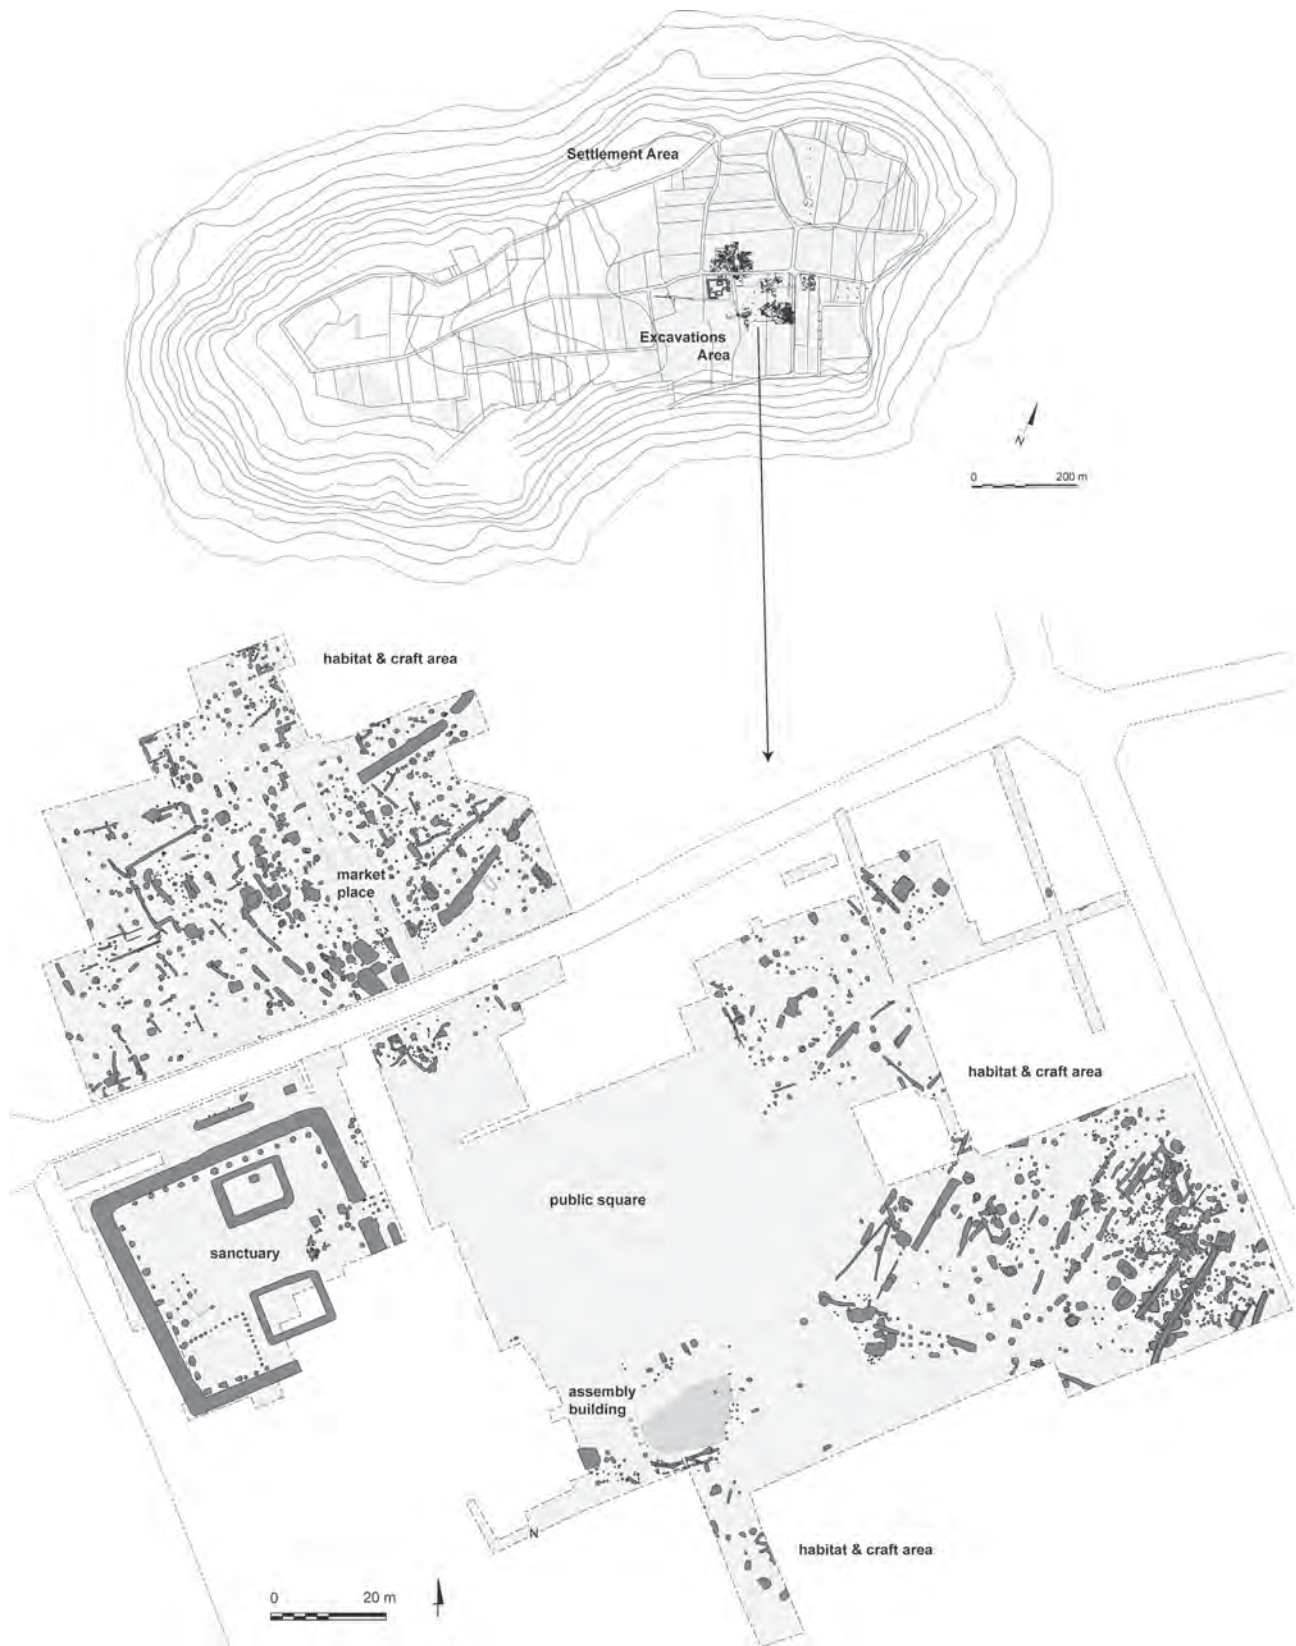 Settlement Area
Excavations
Area
N
0 200 m
habitat & craft area
market
place
habitat & craft area
public square
sanctuary
assembly
building
N
habitat & craft area
0 20 m